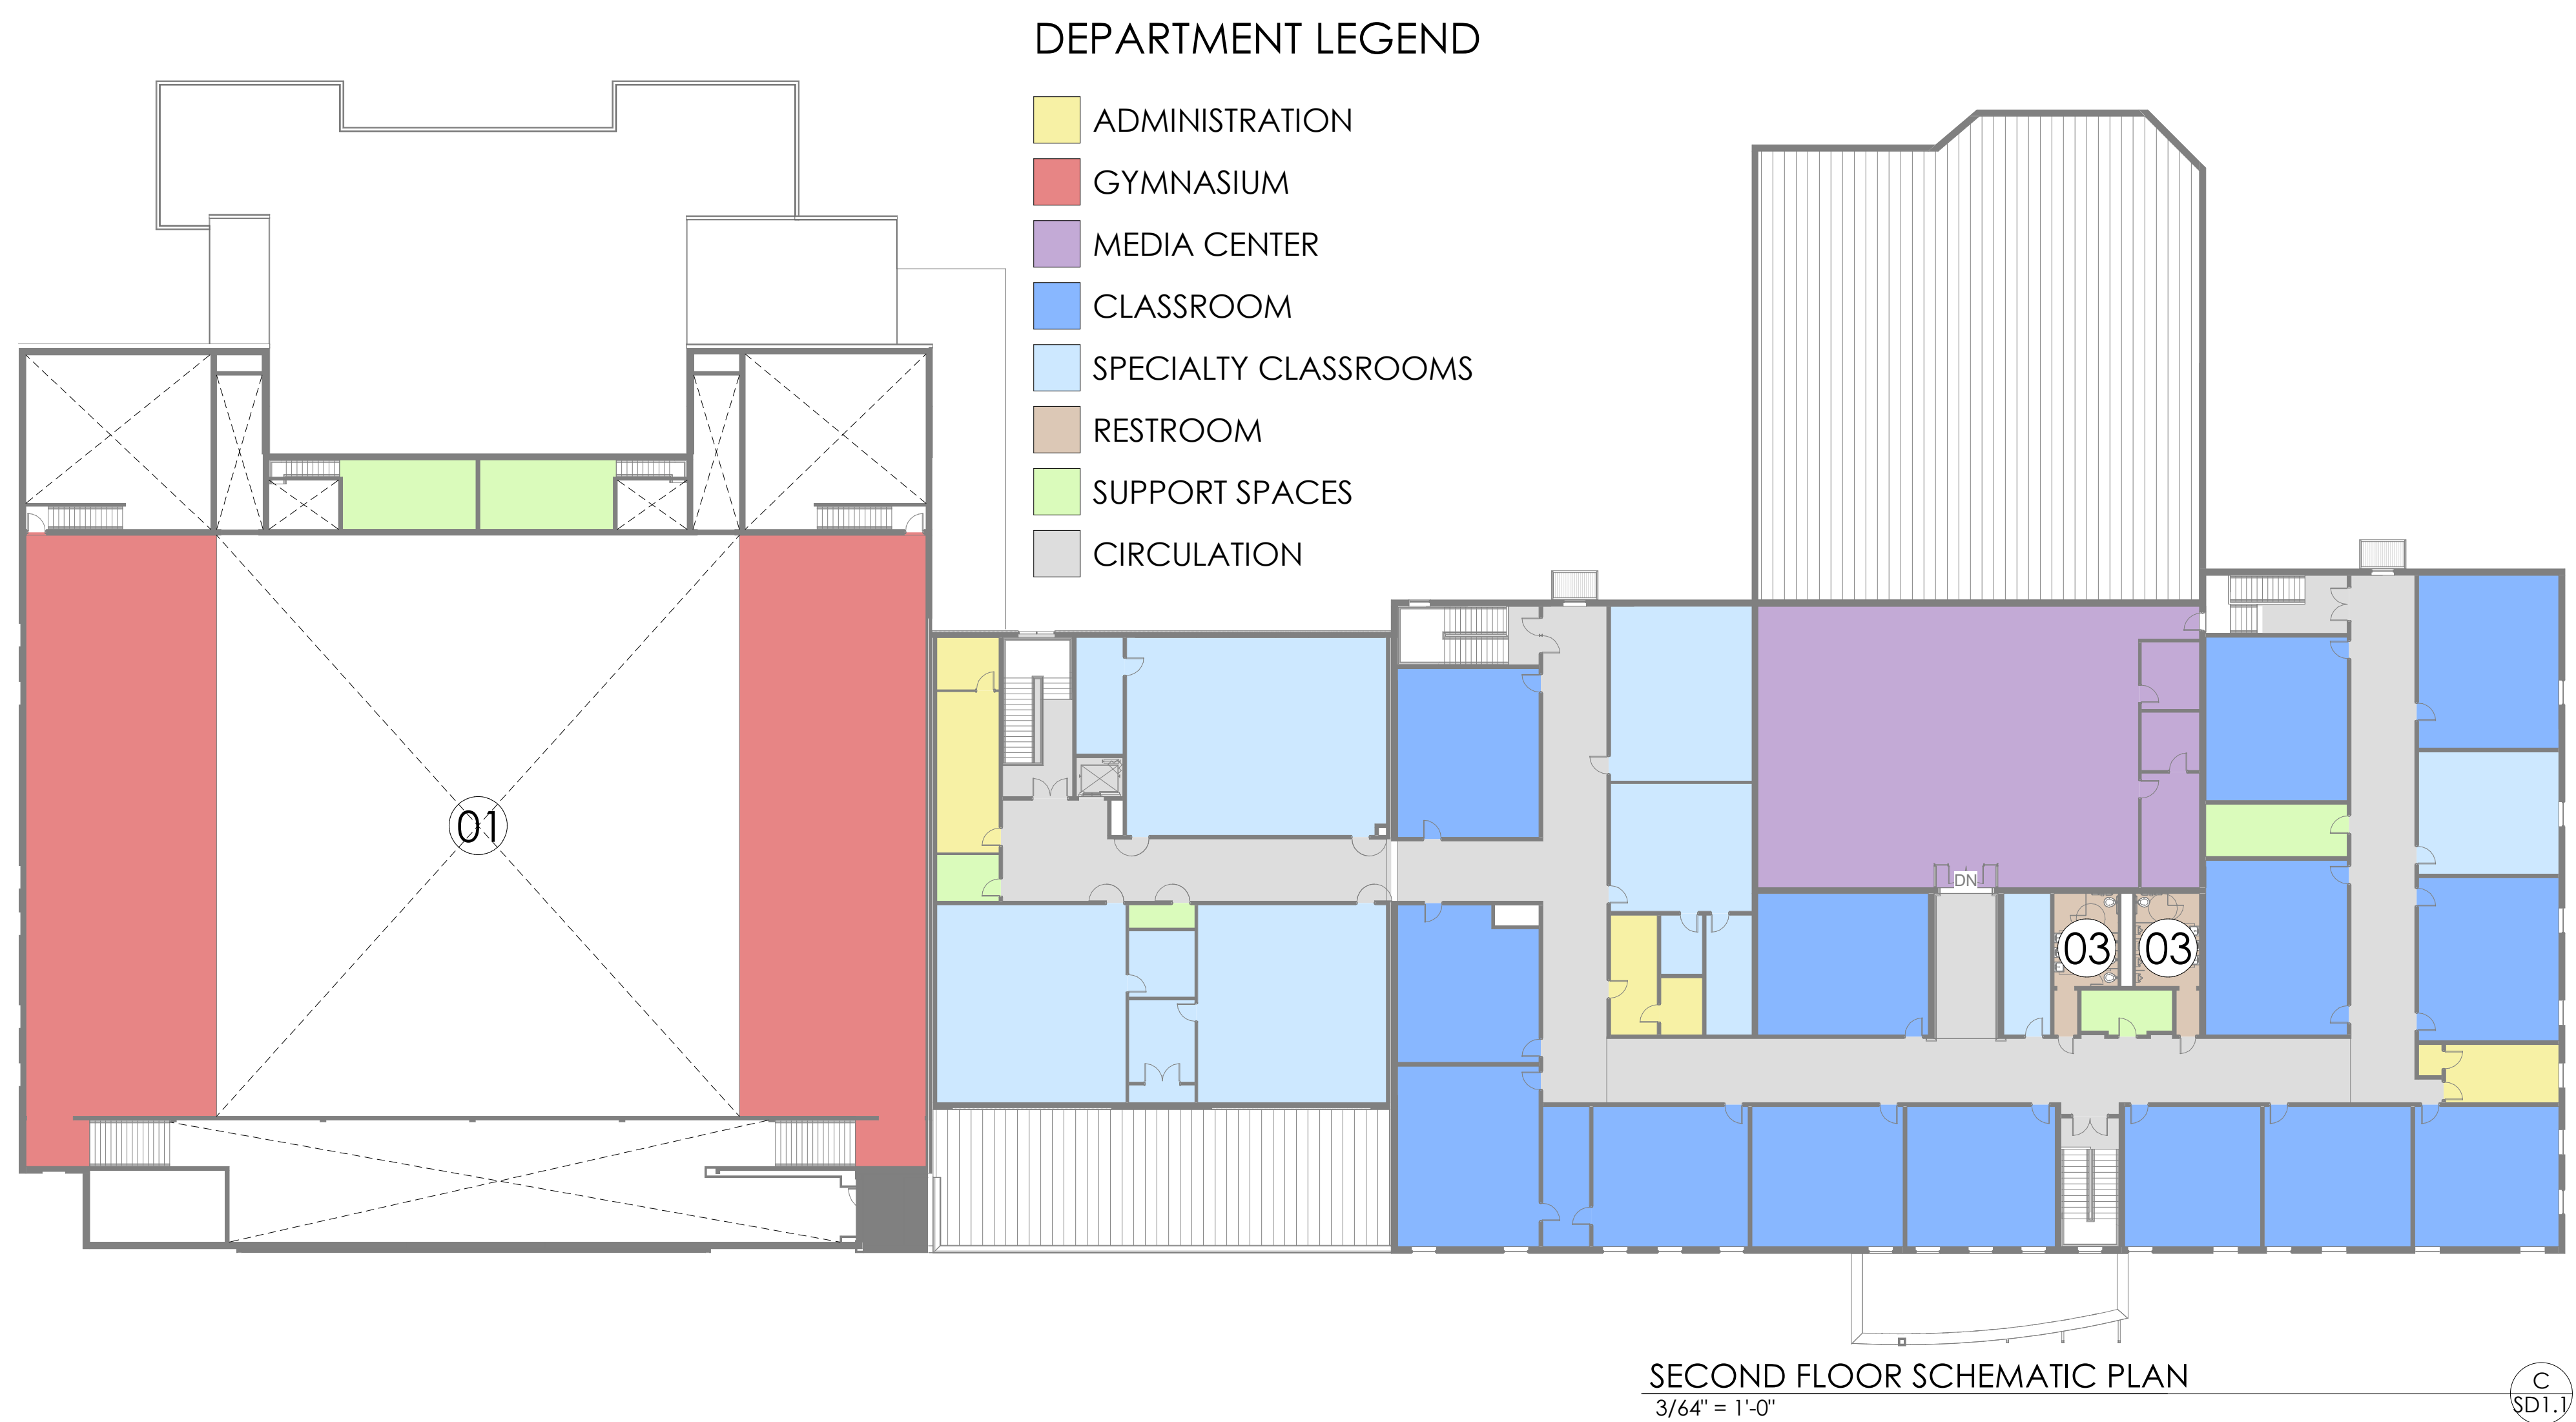 DEPARTMENT LEGEND
ADMINISTRATION
GYMNASIUM
MEDIA CENTER
CLASSROOM
SPECIALTY CLASSROOMS
RESTROOM
SUPPORT SPACES
CIRCULATION
01
DN
03 03
SECOND FLOOR SCHEMATIC PLAN
3/64" = 1'-0"
C
SD1.1